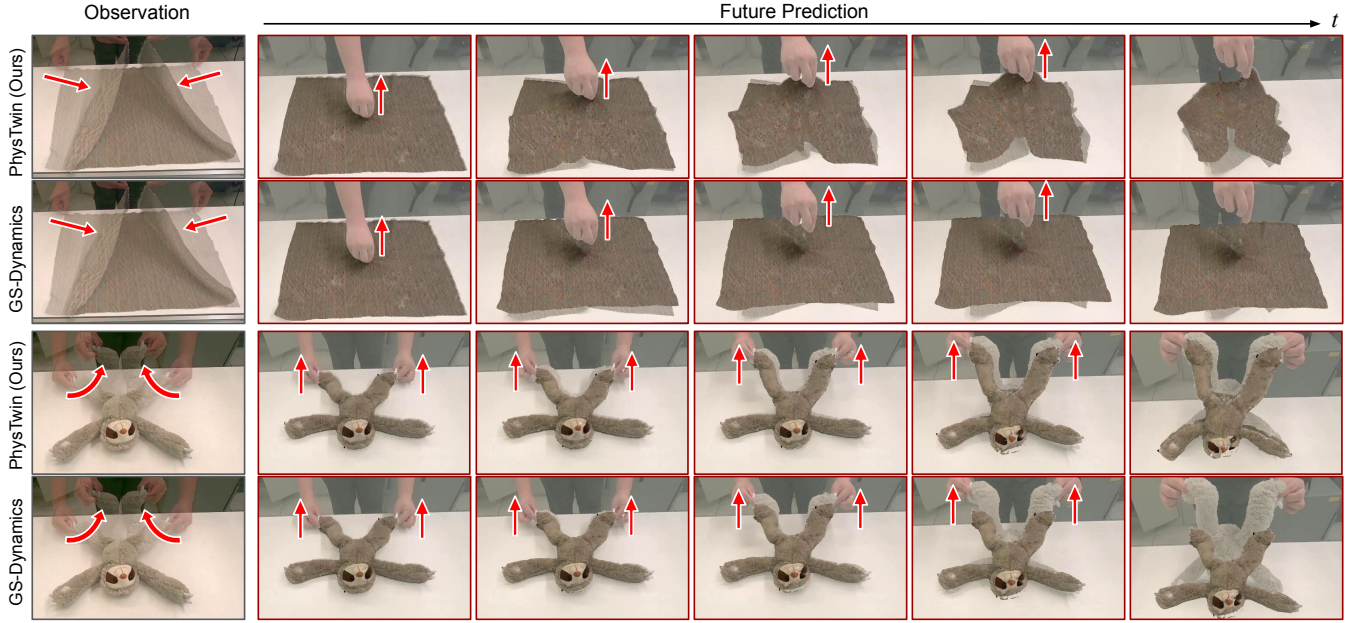 Observation
Future Prediction
t
PhysTwin (Ours)
GS-Dynamics
PhysTwin (Ours)
GS-Dynamics